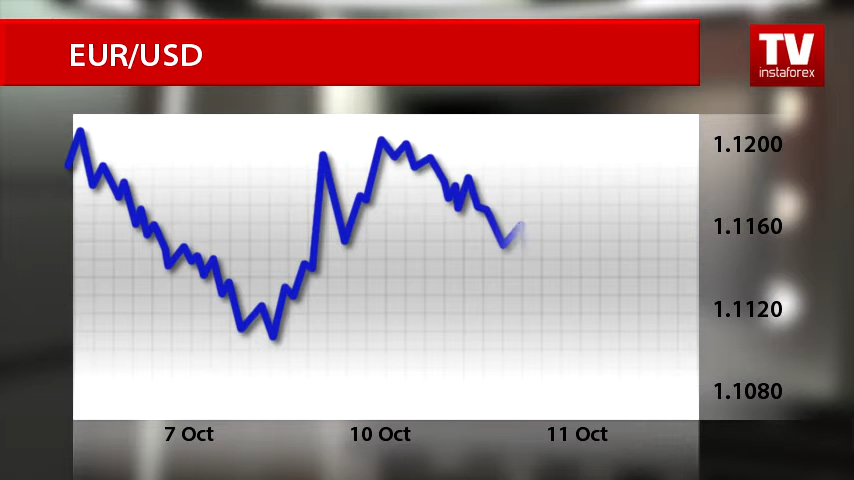 EUR/USD
TV
instaforex
1.1200
1.1160
1.1120
1.1080
7 Oct
10 Oct
11 Oct